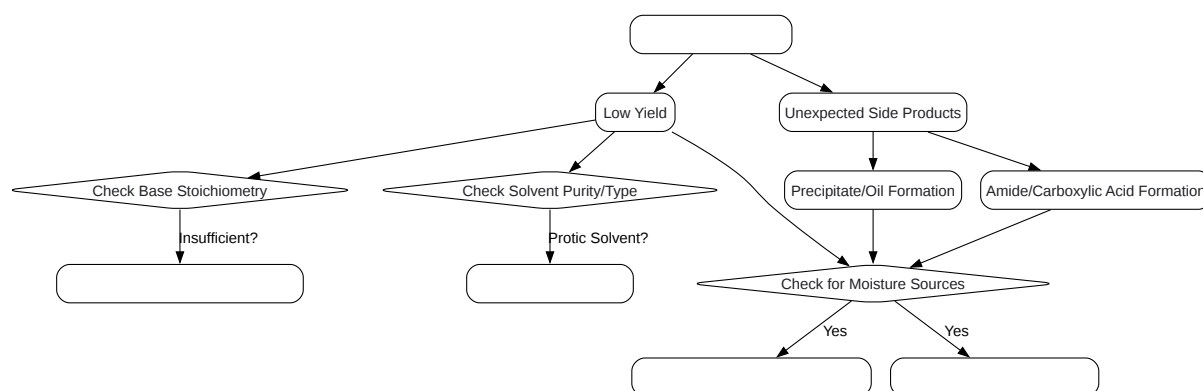 Low Yield
Unexpected Side Products
Check Base Stoichiometry
Check Solvent Purity/Type
Precipitate/Oil Formation
Amide/Carboxylic Acid Formation
Insufficient?
Protic Solvent?
Check for Moisture Sources
Yes
Yes